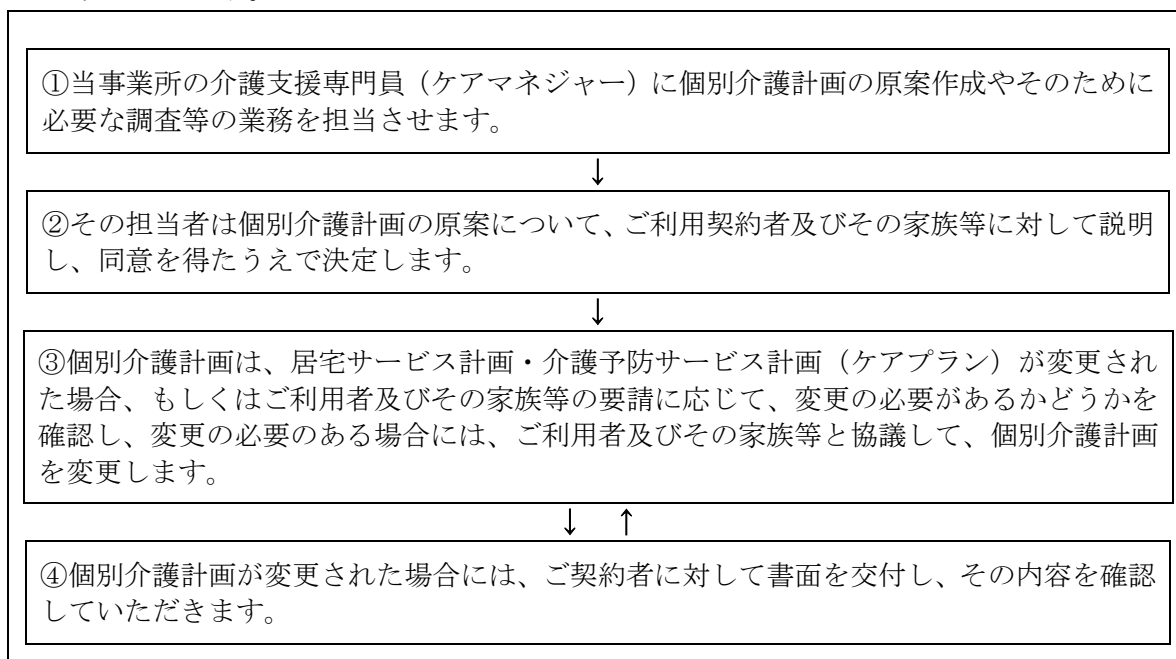 ①当事業所の介護支援専門員（ケアマネジャー）に個別介護計画の原案作成やそのために
必要な調査等の業務を担当させます。
↓
②その担当者は個別介護計画の原案について、ご利用契約者及びその家族等に対して説明
し、同意を得たうえで決定します。
↓
③個別介護計画は、居宅サービス計画・介護予防サービス計画（ケアプラン）が変更され
た場合、もしくはご利用者及びその家族等の要請に応じて、変更の必要があるかどうかを
確認し、変更の必要のある場合には、ご利用者及びその家族等と協議して、個別介護計画
を変更します。
↓ ↑
④個別介護計画が変更された場合には、ご契約者に対して書面を交付し、その内容を確認
していただきます。